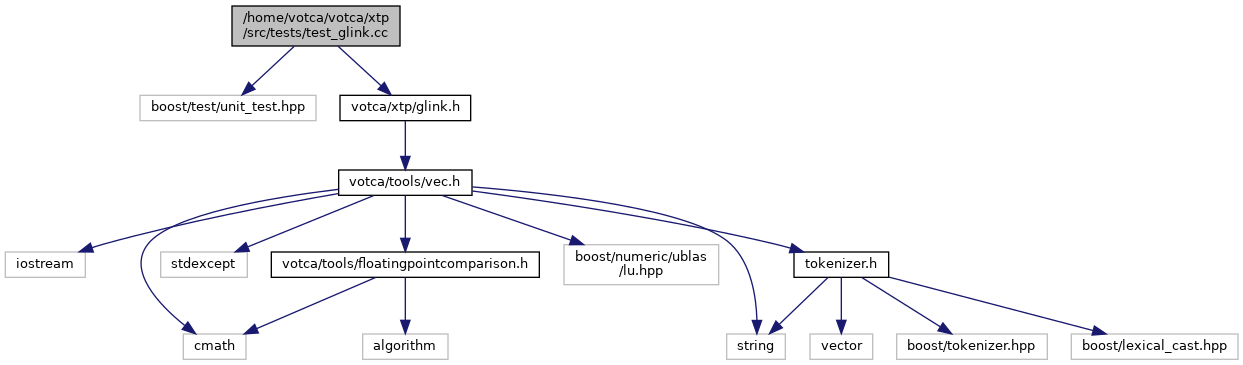 /home/votca/votca/xtp
/src/tests/test_glink.cc
boost/test/unit_test.hpp
votca/xtp/glink.h
votca/tools/vec.h
iostream
stdexcept
votca/tools/floatingpointcomparison.h
boost/numeric/ublas
/lu.hpp
tokenizer.h
cmath
algorithm
string
vector
boost/tokenizer.hpp
boost/lexical_cast.hpp